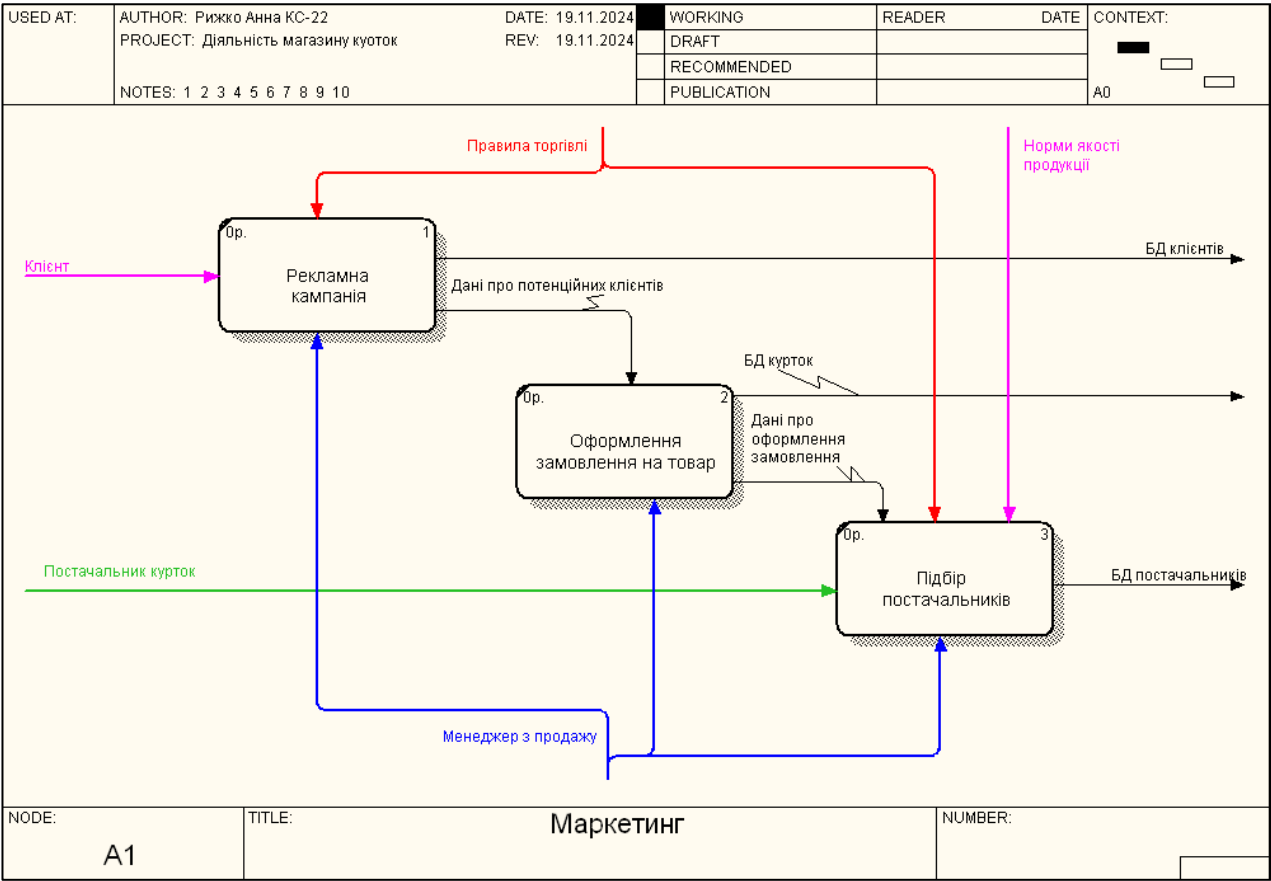 USED AT:
AUTHOR: Рижко Анна КС-22
DATE: 19.11.2024
WORKING
READER
DATE
CONTEXT:
PROJECT: Діяльність магазину куоток
REV: 19.11.2024
DRAFT
RECOMMENDED
NOTES: 1 2 3 4 5 6 7 8 9 10
PUBLICATION
A0
Правила торгівлі
Норми якості
продукції
0р.
1
Рекламна
кампанія
Клієнт
БД клієнтів
Дані про потенційних клієнтів
БД курток
0р.
2
Оформлення
замовлення на товар
Дані про
оформлення
замовлення
0р.
3
Підбір
постачальників
Постачальник курток
БД постачальників
Менеджер з продажу
NODE:
A1
TITLE:
Маркетинг
NUMBER: